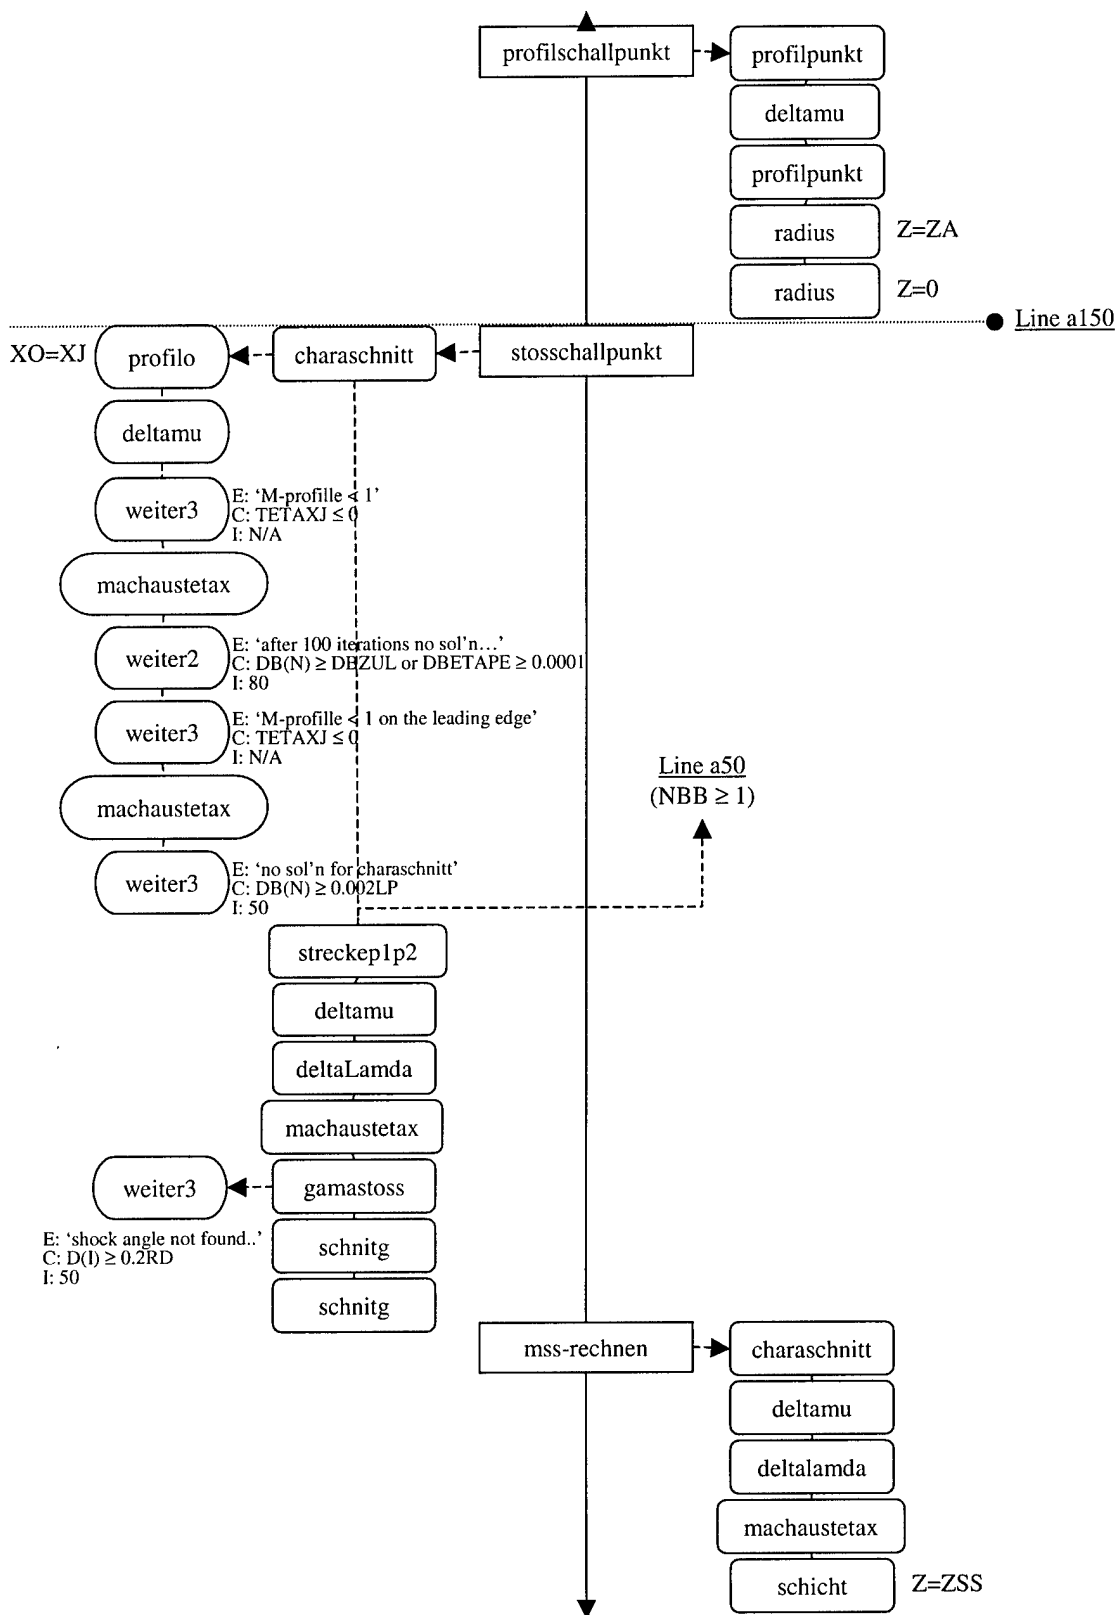 profilschallpunkt
profilpunkt
deltamu
profilpunkt
radius Z=ZA
radius Z=0
Line a150
XO=XJ profilo charaschnitt stosschallpunkt
deltamu
weiter3
E: ‘M-profille < 1’
C: TETAXJ ≤ 0
I: N/A
machaustetax
weiter2
E: ‘after 100 iterations no sol’n…’
C: DB(N) ≥ DBZUL or DBETAPE ≥ 0.0001
I: 80
weiter3
E: ‘M-profille < 1 on the leading edge’
C: TETAXJ ≤ 0
I: N/A
machaustetax
Line a50
(NBB ≥ 1)
weiter3
E: ‘no sol’n for charaschnitt’
C: DB(N) ≥ 0.002LP
I: 50
streckep1p2
deltamu
deltaLamda
machaustetax
weiter3 gamastoss
E: ‘shock angle not found..’
C: D(I) ≥ 0.2RD
I: 50
schnitg
schnitg
mss-rechnen charaschnitt
deltamu
deltalamda
machaustetax
schicht Z=ZSS